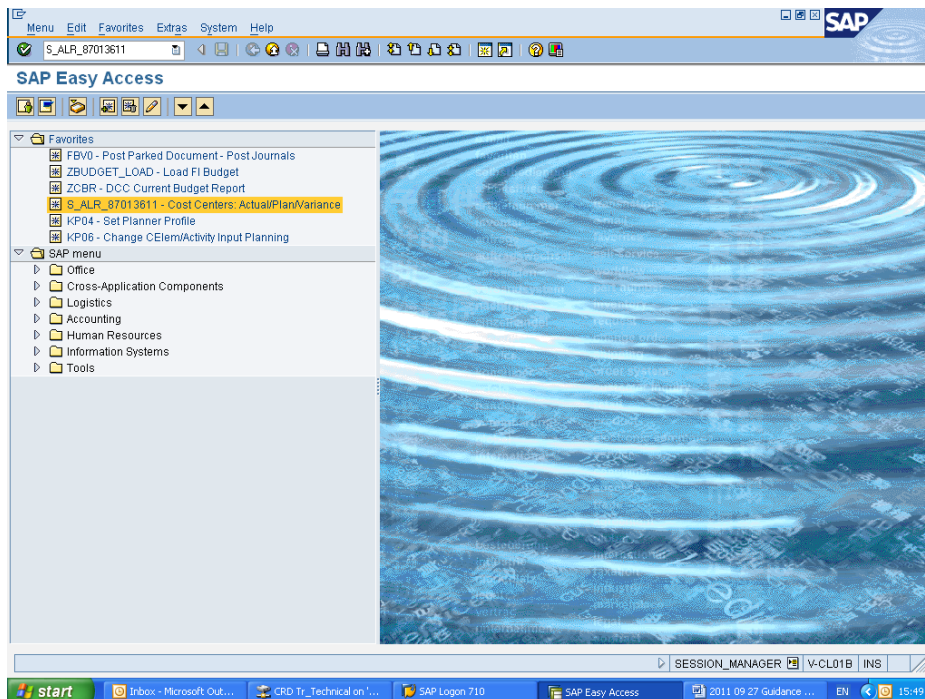 Menu Edit Favorites Extras System Help
SAP
S_ALR_87013611
SAP Easy Access
Favorites
FBV0 - Post Parked Document - Post Journals
ZBUDGET_LOAD - Load FI Budget
ZCBR - DCC Current Budget Report
S_ALR_87013611 - Cost Centers: Actual/Plan/Variance
KP04 - Set Planner Profile
KP06 - Change CElem/Activity Input Planning
SAP menu
Office
Cross-Application Components
Logistics
Accounting
Human Resources
Information Systems
Tools
SESSION_MANAGER V-CL01B INS
start Inbox - Microsoft Out... CRD Tr_Technical on '... SAP Logon 710 SAP Easy Access 2011 09 27 Guidance ... EN 15:49